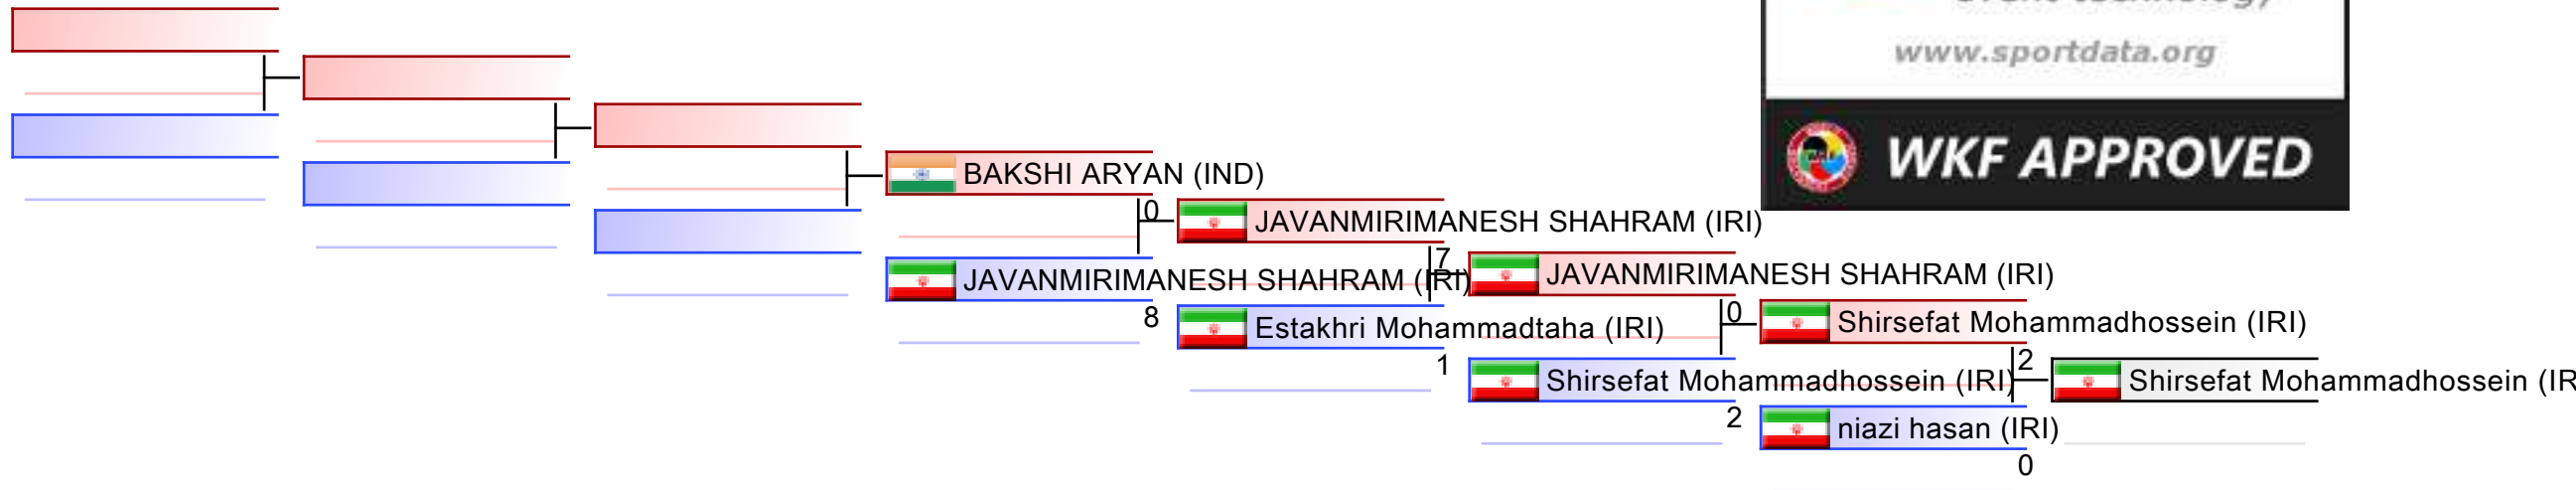 www.sportdata.org
WKF APPROVED
BAKSHI ARYAN (IND)
0
JAVANMIRIMANESH SHAHRAM (IRI)
7
JAVANMIRIMANESH SHAHRAM (IRI)
JAVANMIRIMANESH SHAHRAM (IRI)
8
0
Estakhri Mohammadtaha (IRI)
Shirsefat Mohammadhossein (IRI)
1
2
Shirsefat Mohammadhossein (IRI)
Shirsefat Mohammadhossein (IR
2
niazi hasan (IRI)
0